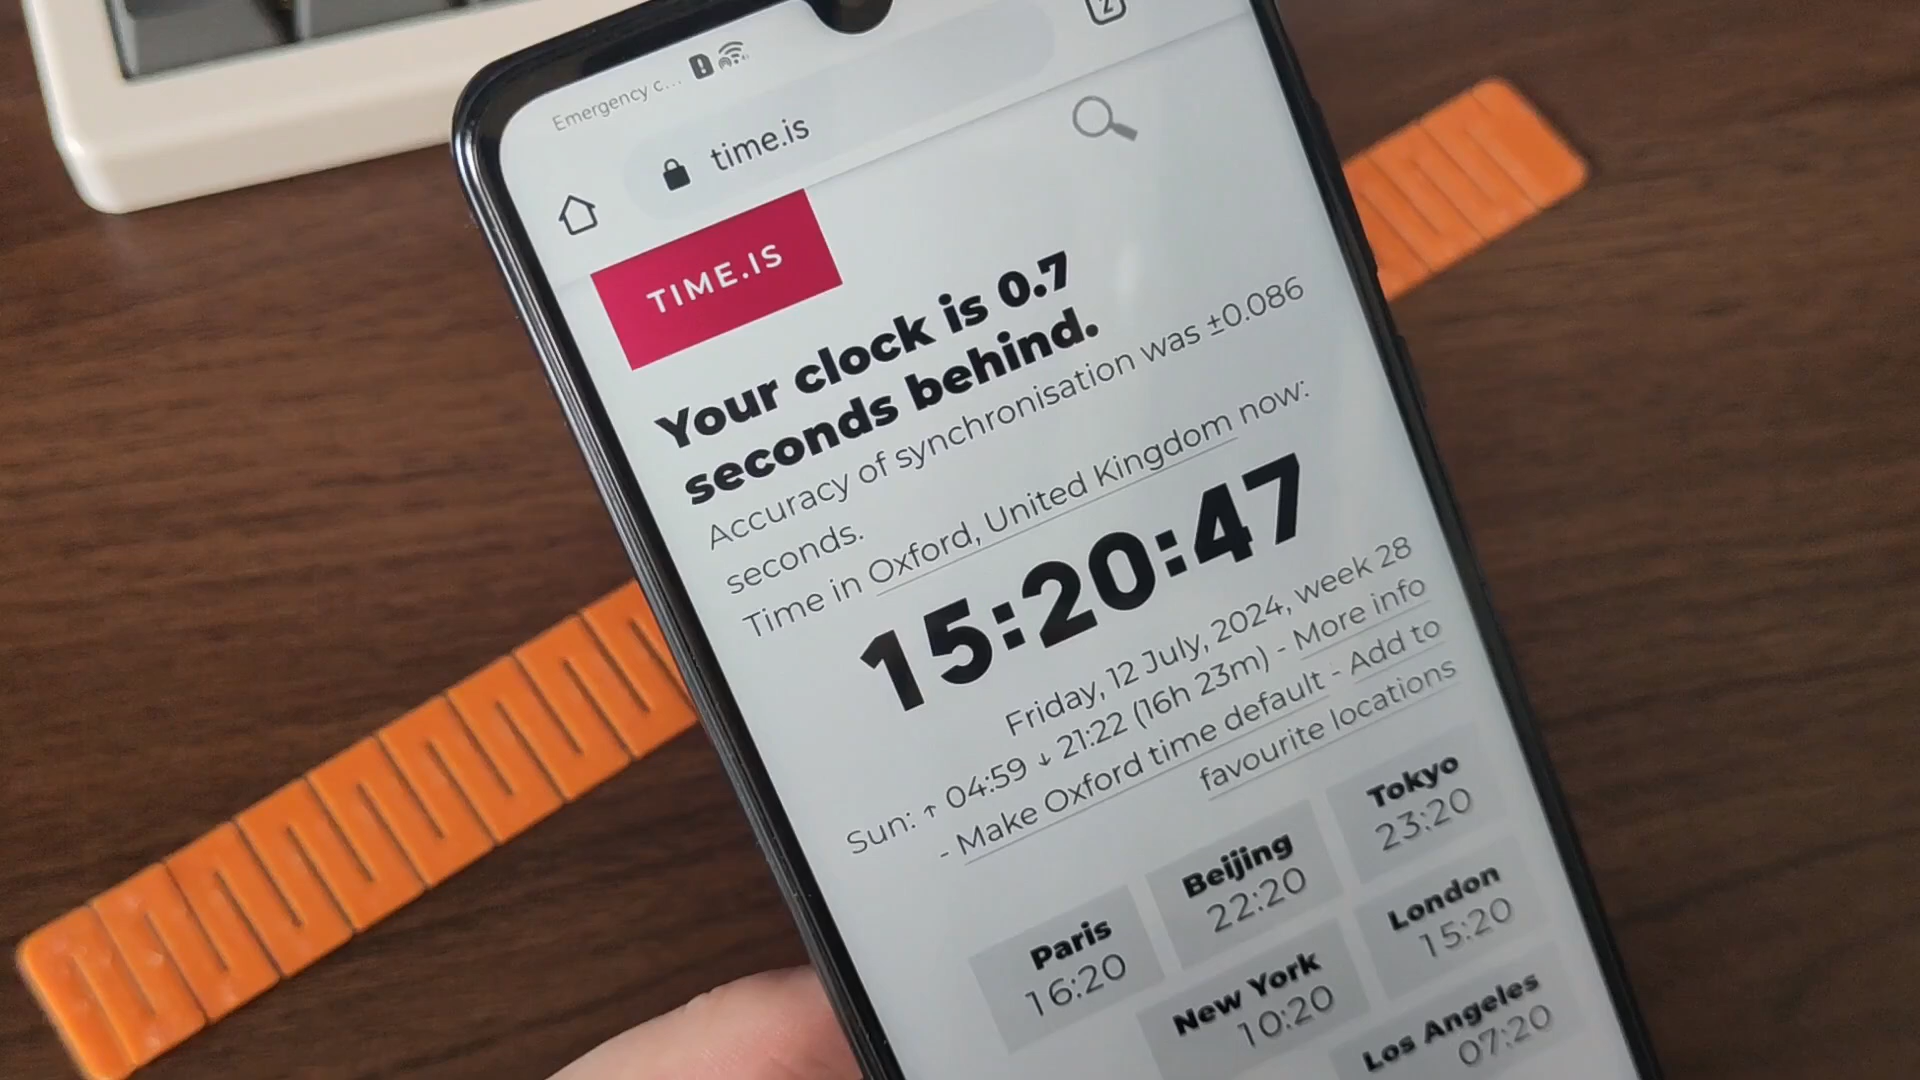 Emergency c...
time.is
2
TIME.IS
Your clock is 0.7
seconds behind.
Accuracy of synchronisation was ±0.086
seconds.
Time in Oxford, United Kingdom now:
15:20:47
Friday, 12 July, 2024, week 28
Sun: ↑ 04:59 ↓ 21:22 (16h 23m) - More info
- Make Oxford time default - Add to
favourite locations
Paris
16:20
Beijing
22:20
Tokyo
23:20
New York
10:20
London
15:20
Los Angeles
07:20